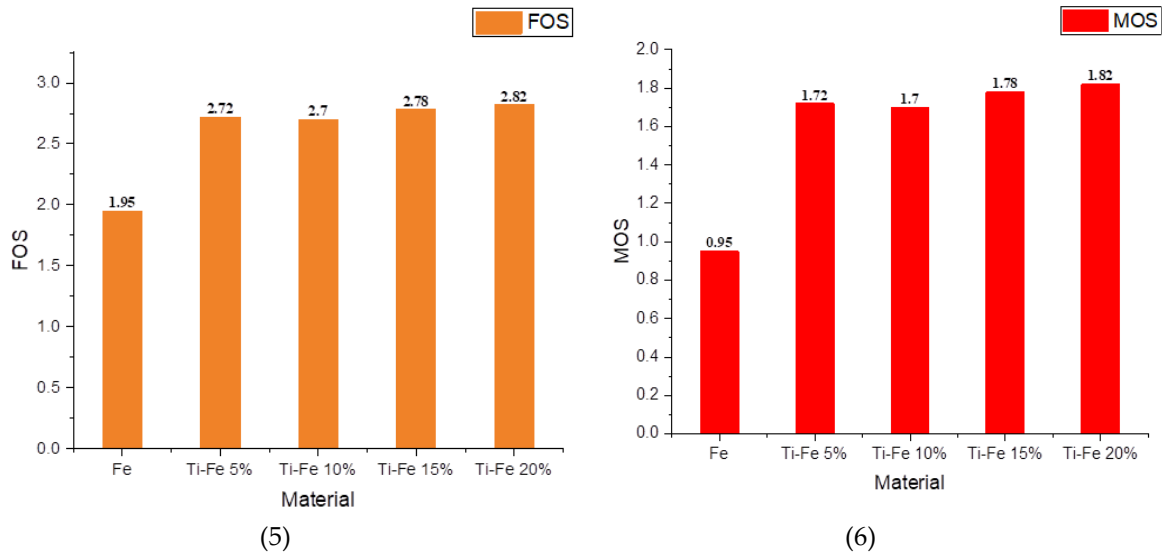 FOS
3.0
2.5
2.0
1.5
1.0
0.5
0.0
FOS
1.95
2.72
2.7
2.78
2.82
Fe
Ti-Fe 5%
Ti-Fe 10%
Ti-Fe 15%
Ti-Fe 20%
Material
(5)
MOS
2.0
1.8
1.6
1.4
1.2
1.0
0.8
0.6
0.4
0.2
0.0
MOS
0.95
1.72
1.7
1.78
1.82
Fe
Ti-Fe 5%
Ti-Fe 10%
Ti-Fe 15%
Ti-Fe 20%
Material
(6)